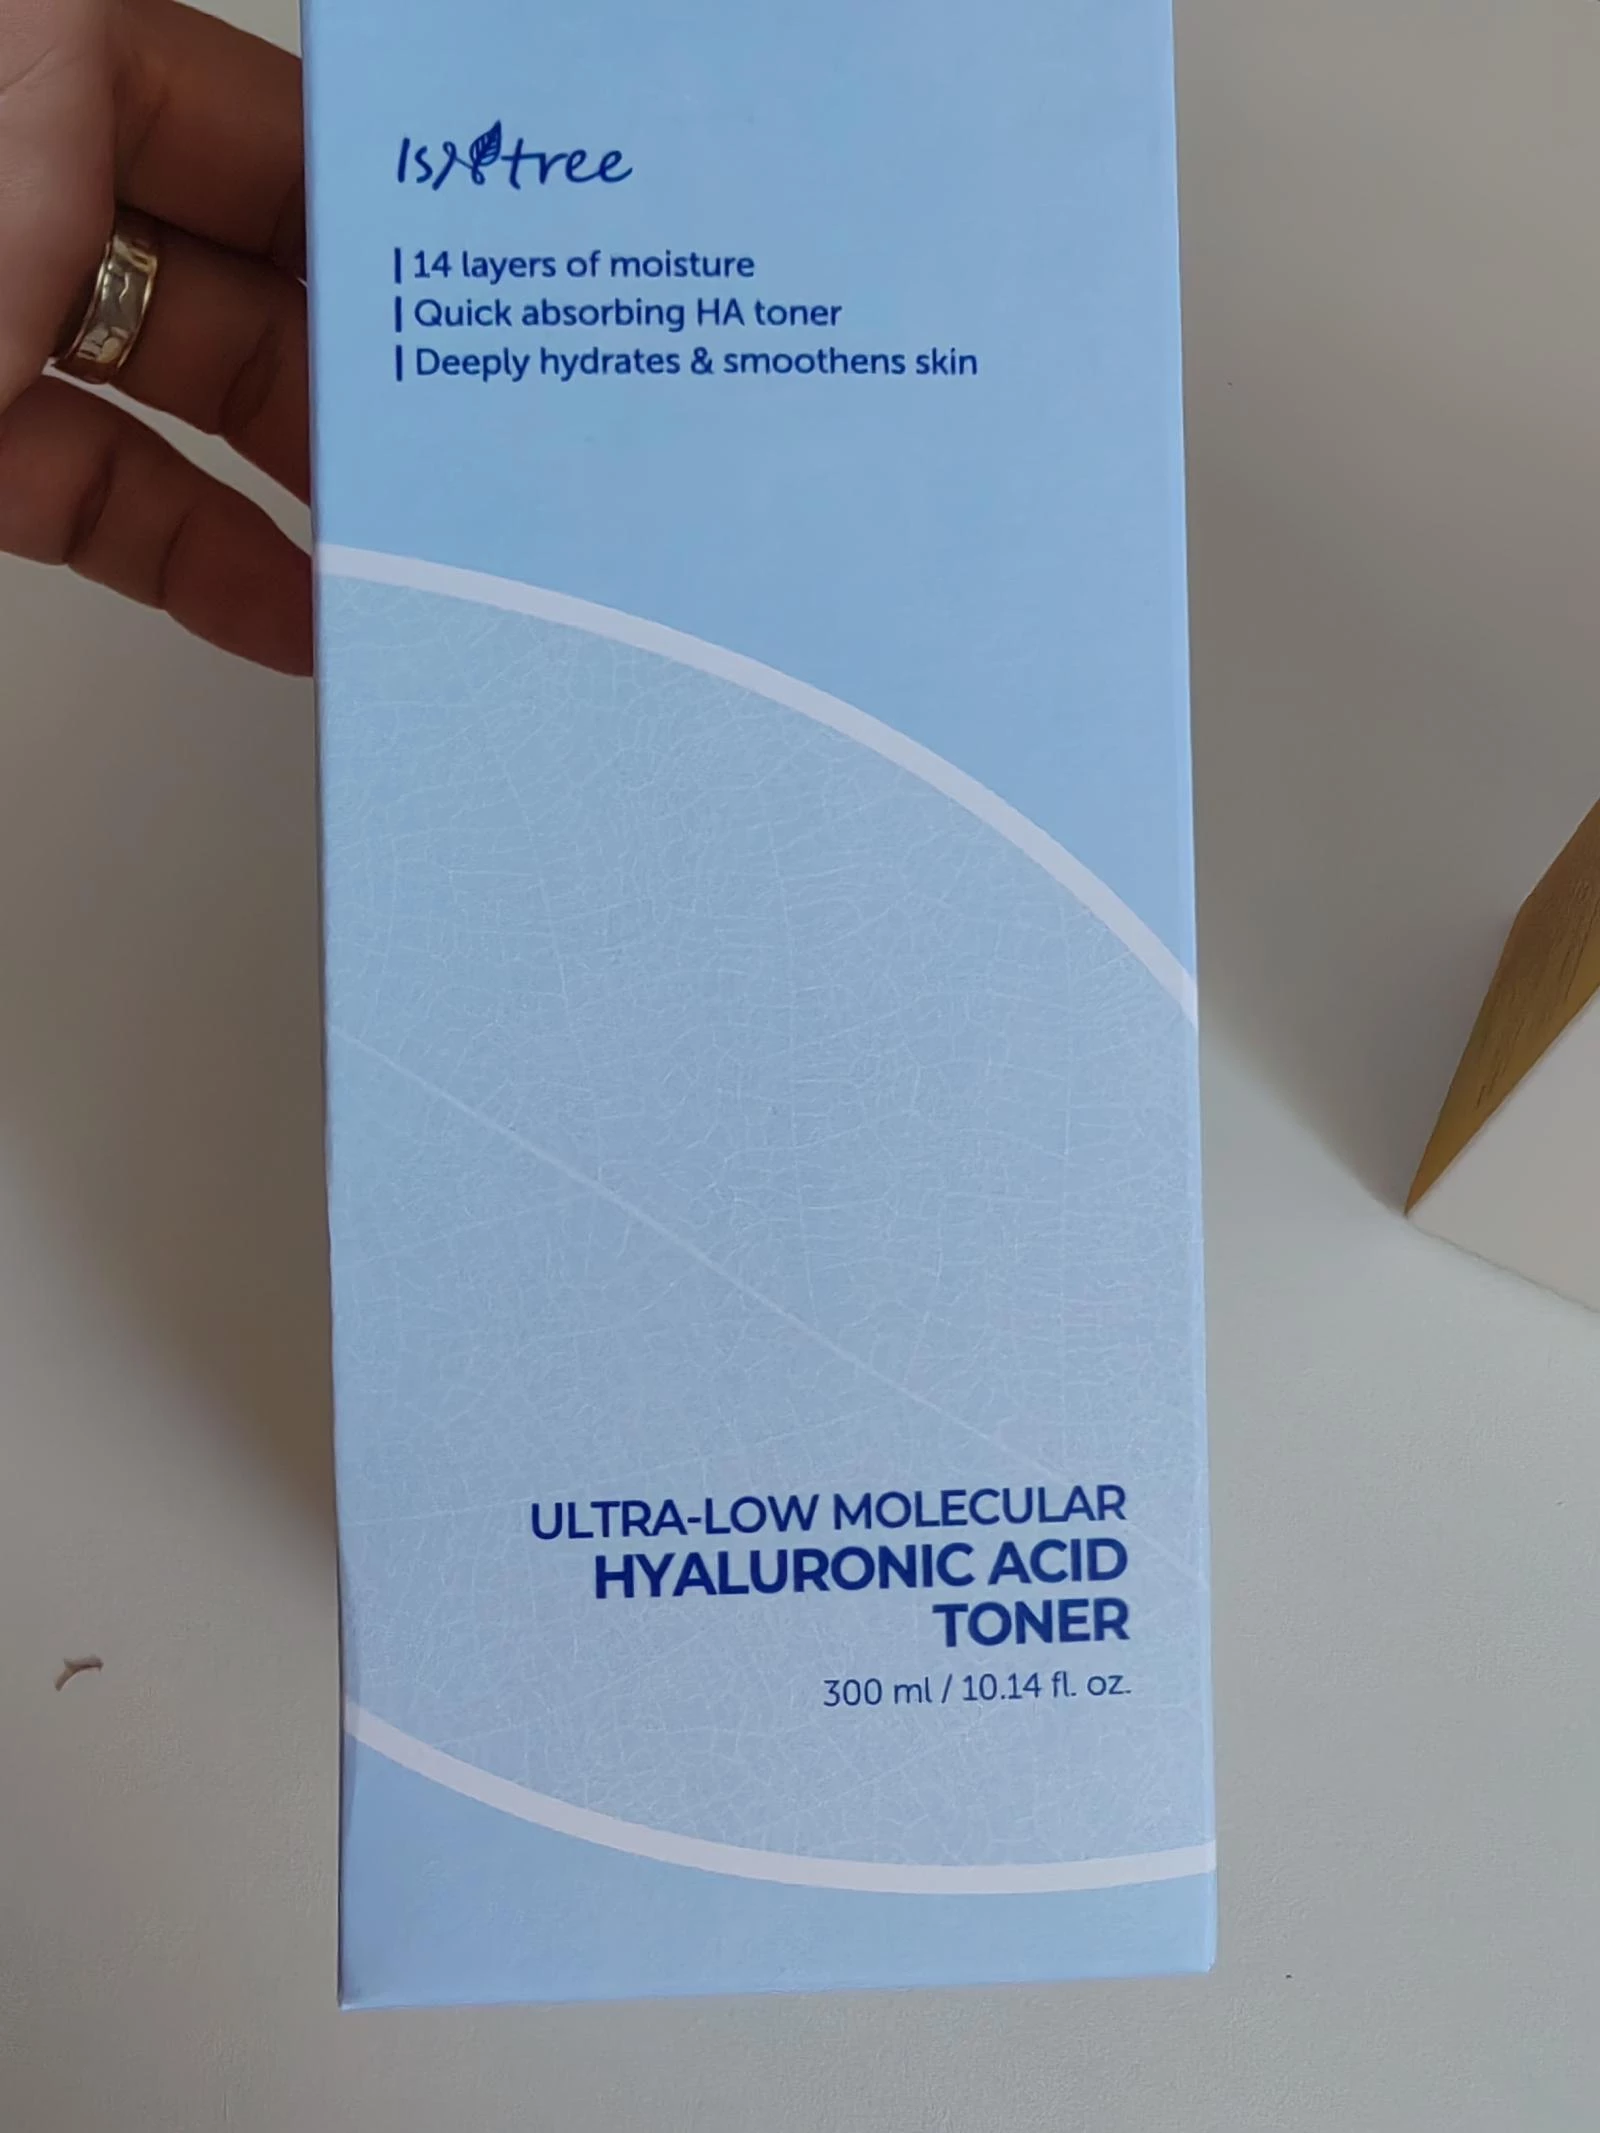 Isntree
14 layers of moisture
Quick absorbing HA toner
Deeply hydrates & smoothens skin
ULTRA-LOW MOLECULAR
HYALURONIC ACID
TONER
300 ml / 10.14 fl. oz.